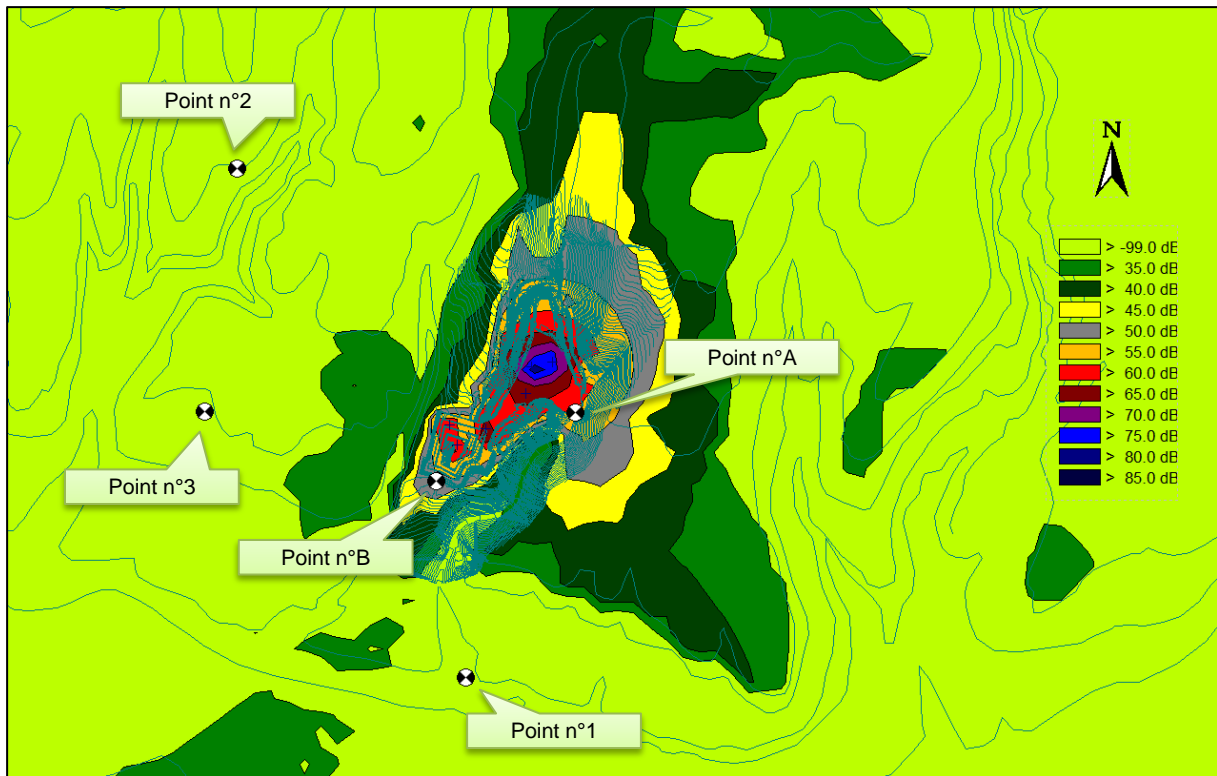 Point n°2
N
> -99.0 dB
> 35.0 dB
> 40.0 dB
> 45.0 dB
> 50.0 dB
> 55.0 dB
> 60.0 dB
> 65.0 dB
> 70.0 dB
> 75.0 dB
> 80.0 dB
> 85.0 dB
Point n°A
Point n°3
Point n°B
Point n°1